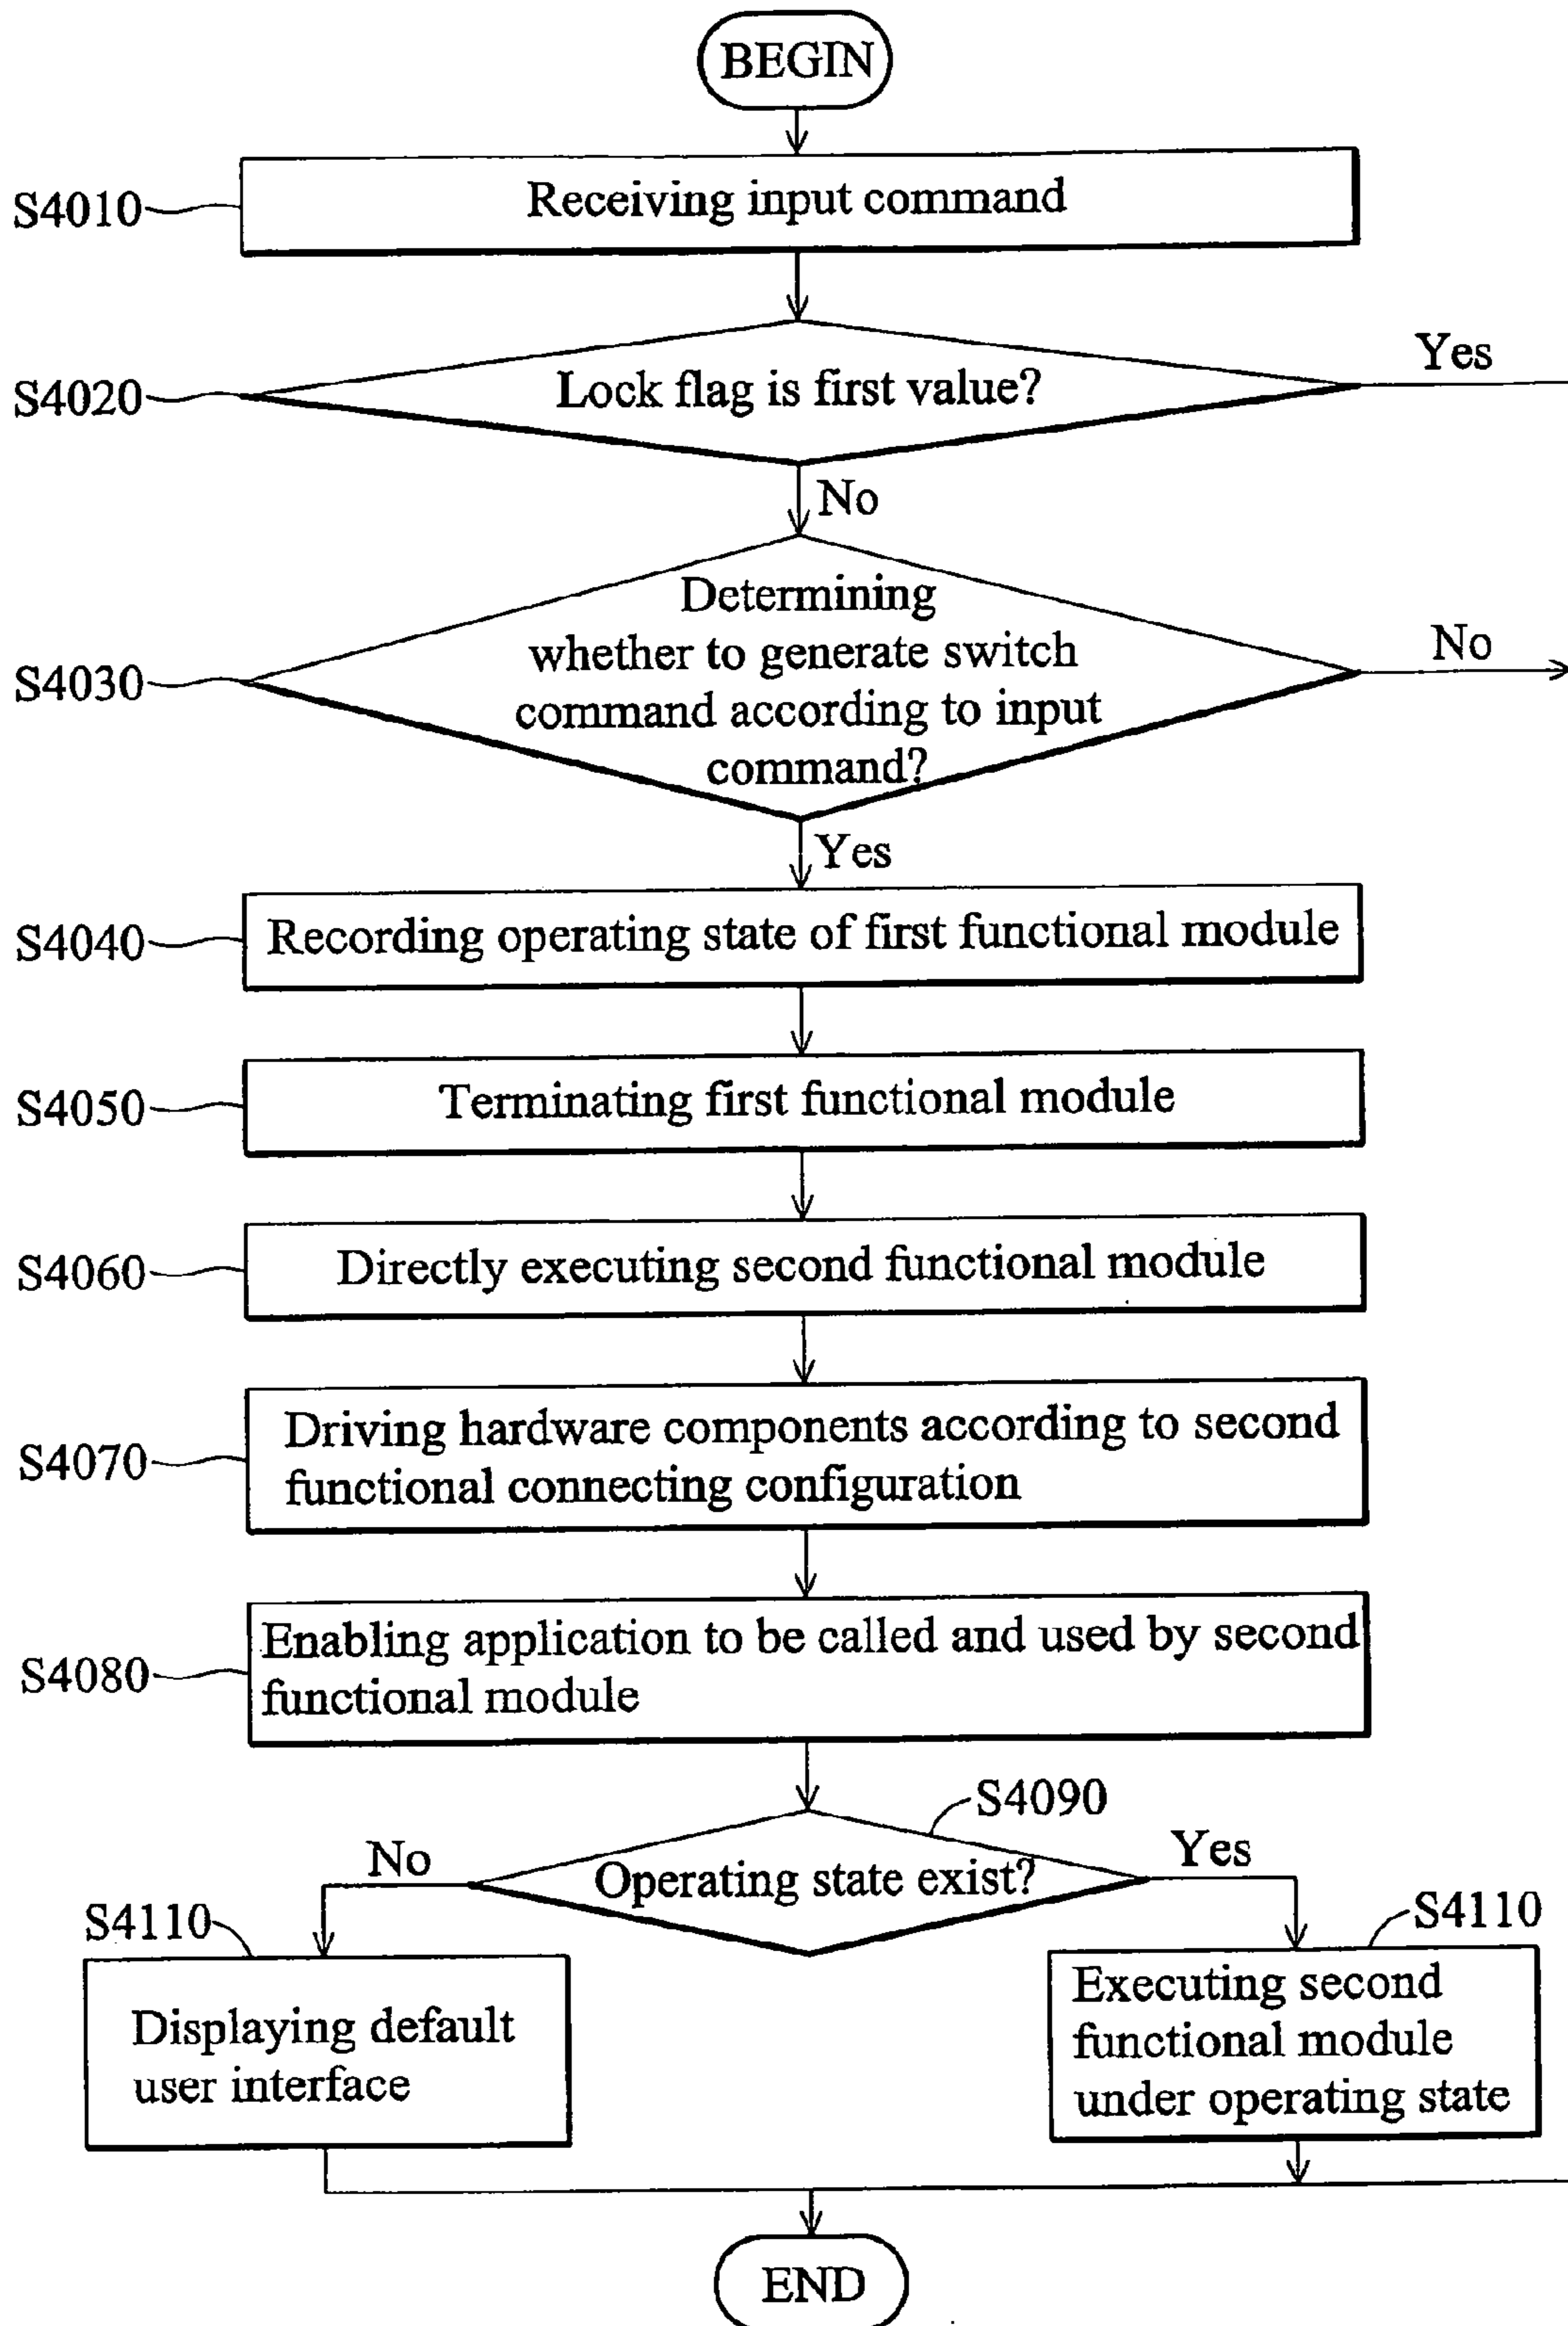 BEGIN
S4010
Receiving input command
S4020
Lock flag is first value?
Yes
No
S4030
Determining
whether to generate switch
command according to input
command?
No
Yes
S4040
Recording operating state of first functional module
S4050
Terminating first functional module
S4060
Directly executing second functional module
S4070
Driving hardware components according to second
functional connecting configuration
S4080
Enabling application to be called and used by second
functional module
S4090
No
Operating state exist?
Yes
S4110
Displaying default
user interface
S4110
Executing second
functional module
under operating state
END